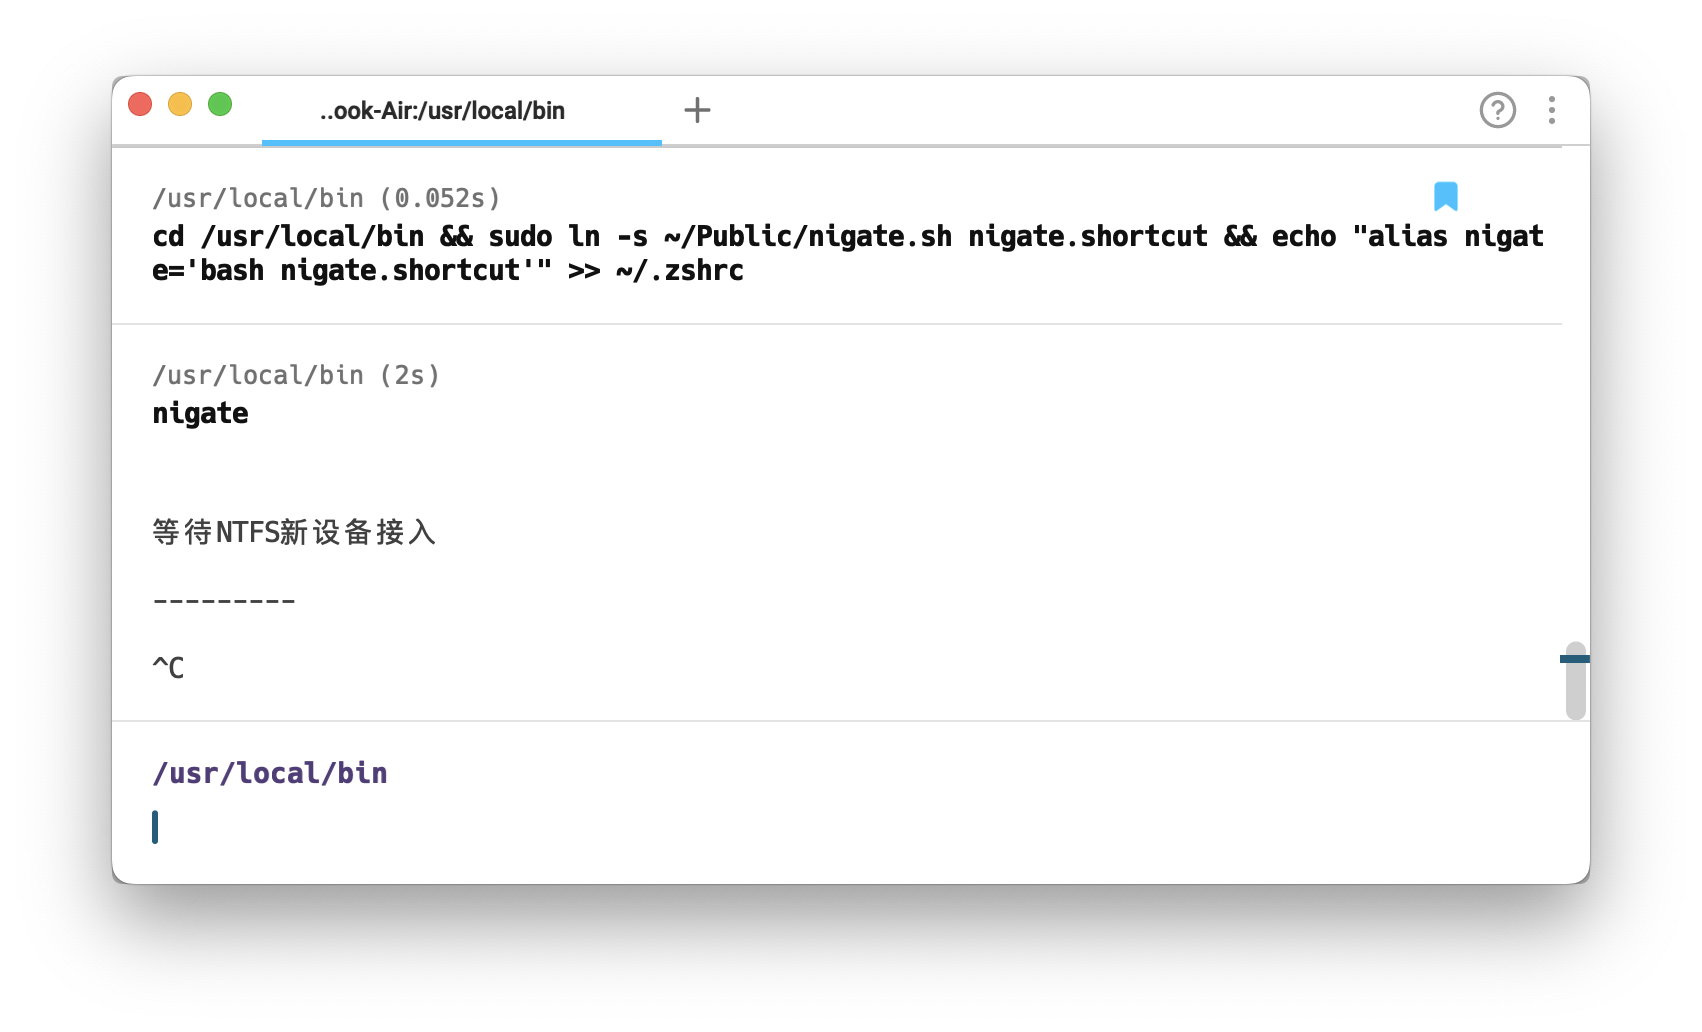 ..ook-Air:/usr/local/bin
/usr/local/bin (0.052s)
cd /usr/local/bin && sudo ln -s ~/Public/nigate.sh nigate.shortcut && echo "alias nigat
e='bash nigate.shortcut'" >> ~/.zshrc
/usr/local/bin (2s)
nigate
等待NTFS新设备接入
---------
^C
/usr/local/bin